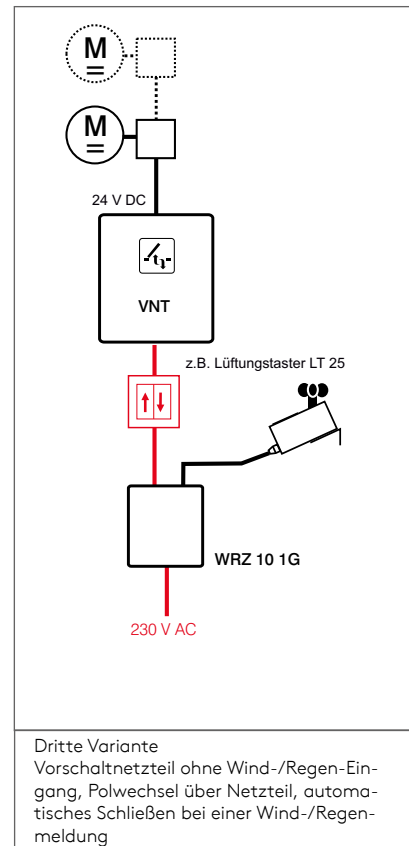 M
M
24 V DC
VNT
z.B. Lüftungstaster LT 25
WRZ 10 1G
230 V AC
Dritte Variante
Vorschaltnetzteil ohne Wind-/Regen-Ein-
gang, Polwechsel über Netzteil, automa-
tisches Schließen bei einer Wind-/Regen-
meldung